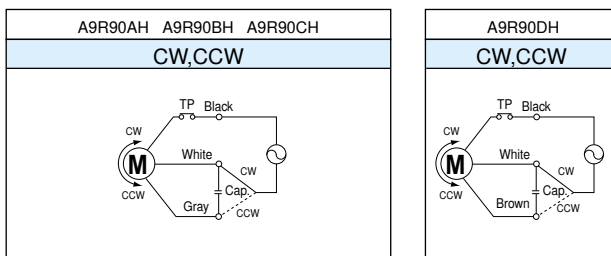 A9R90AH A9R90BH A9R90CH
CW,CCW
TP Black
CW
White
M
CW
CCW
Cap.
CCW
Gray
A9R90DH
CW,CCW
TP Black
CW
White
M
CW
CCW
Cap.
CCW
Brown